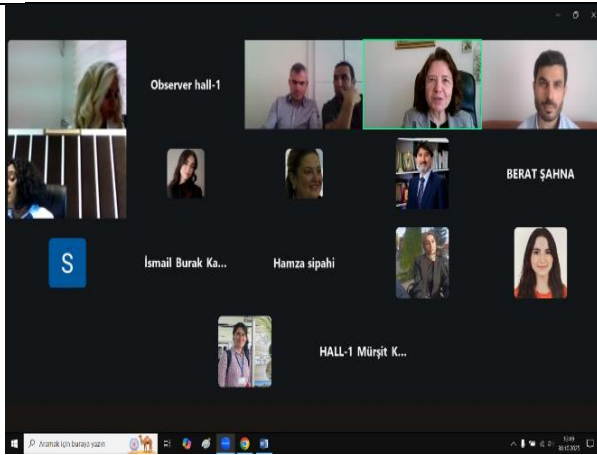 Observer hall-1
BERAT ŞAHNA
S
İsmail Burak Ka...
Hamza sipahi
HALL-1 Mürşit K...
Aramak için buraya yazın